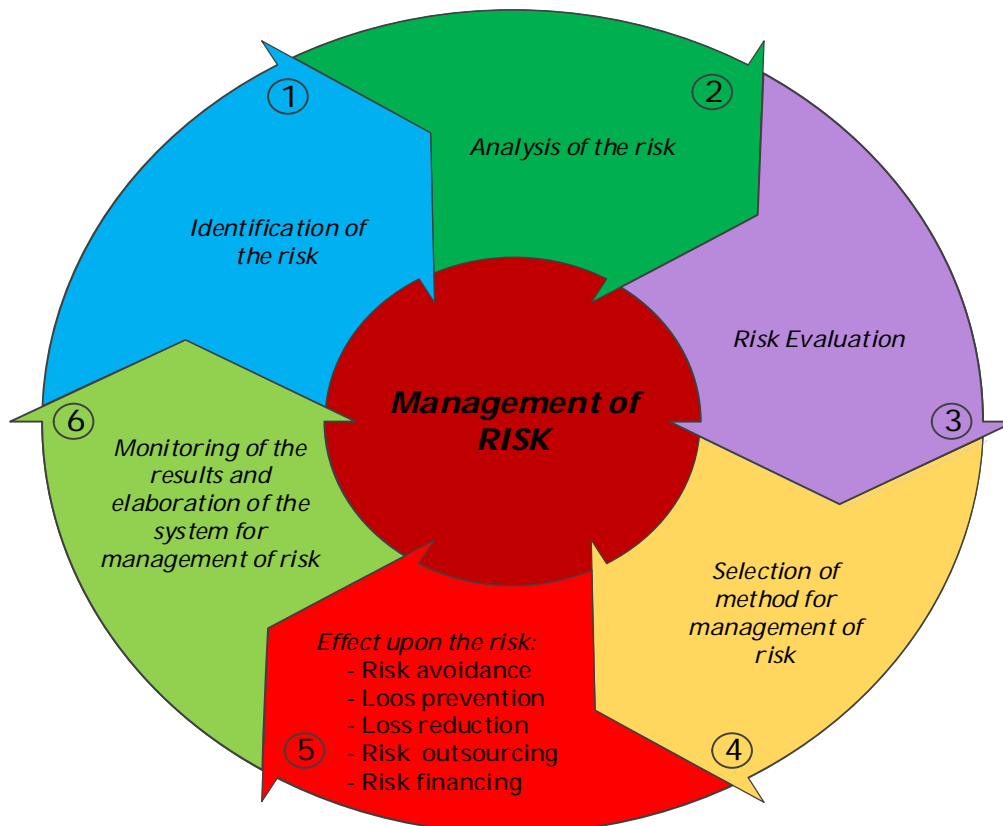 1
Identification of
the risk
2
Analysis of the risk
Risk Evaluation
3
Selection of
method for
management of
risk
4
Effect upon the risk:
- Risk avoidance
- Loos prevention
- Loss reduction
- Risk outsourcing
- Risk financing
5
6
Monitoring of the
results and
elaboration of the
system for
management of risk
Management of
RISK